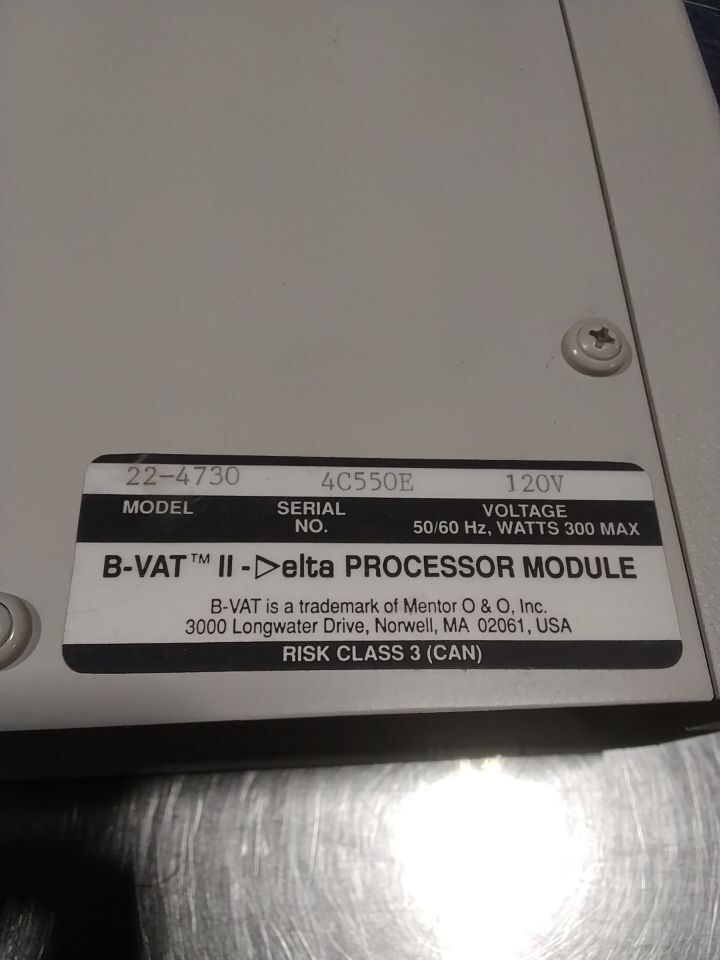 22-4730 4C550E 120V
MODEL SERIAL NO. VOLTAGE
50/60 Hz, WATTS 300 MAX
B-VAT™ II - ▷elta PROCESSOR MODULE
B-VAT is a trademark of Mentor O & O, Inc.
3000 Longwater Drive, Norwell, MA 02061, USA
RISK CLASS 3 (CAN)